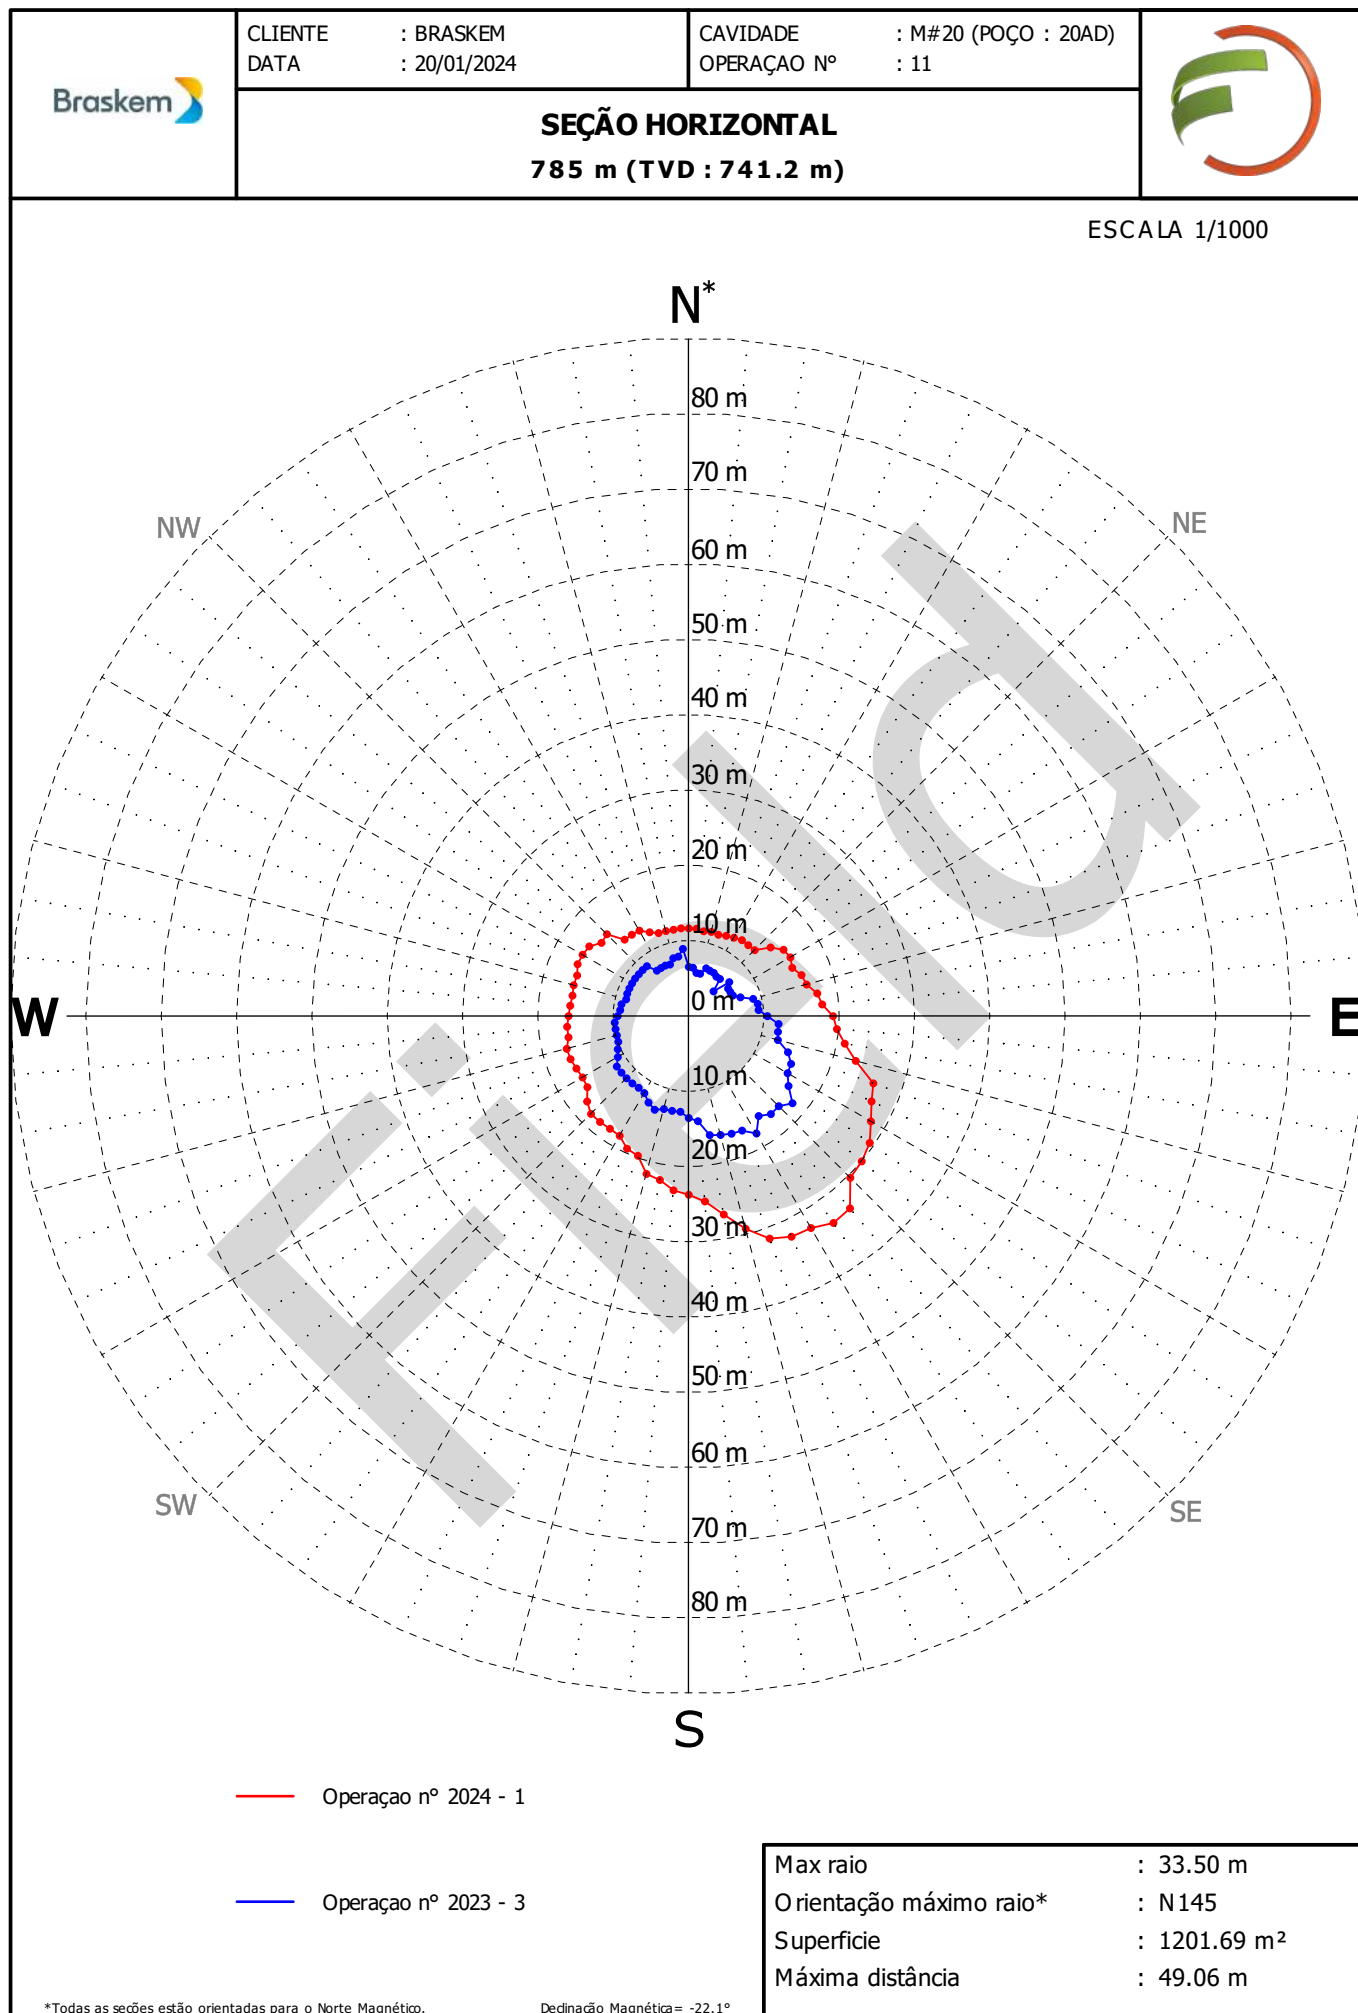 Braskem
CLIENTE : BRASKEM
DATA : 20/01/2024
CAVIDADE : M#20 (POÇO : 20AD)
OPERAÇAO N° : 11
SEÇÃO HORIZONTAL
785 m (TVD : 741.2 m)
ESCALA 1/1000
N*
80 m
70 m
NW
NE
60 m
50 m
40 m
30 m
20 m
10 m
0 m
W
E
10 m
20 m
30 m
40 m
50 m
60 m
SW
SE
70 m
80 m
S
Field
Operaçao n° 2024 - 1
Operaçao n° 2023 - 3
Max raio : 33.50 m
Orientação máximo raio* : N145
Superficie : 1201.69 m²
Máxima distância : 49.06 m
*Todas as seções estão orientadas para o Norte Magnético. Declinação Magnética= -22.1°